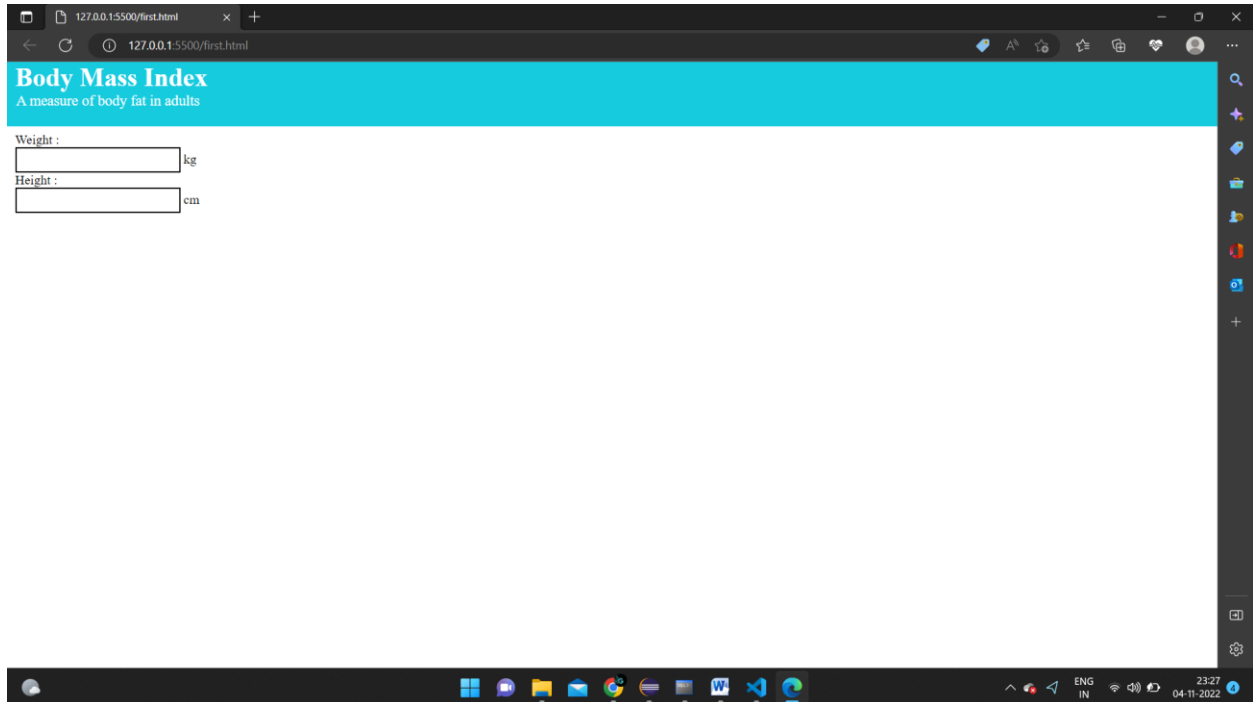 127.0.0.1:5500/first.html
127.0.0.1:5500/first.html
Body Mass Index
A measure of body fat in adults
Weight :
kg
Height :
cm
ENG
IN
23:27
04-11-2022
4